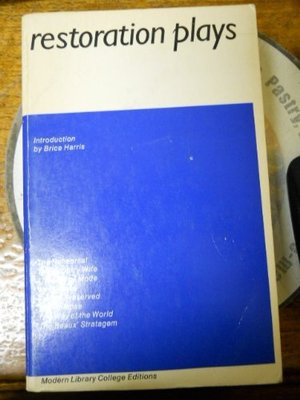 restoration plays
Introduction
by Brice Harris
Rehearsal
Wife
Mode
Preserved
of the World
Beaux' Stratagem
Modern Library College Editions
Pastry